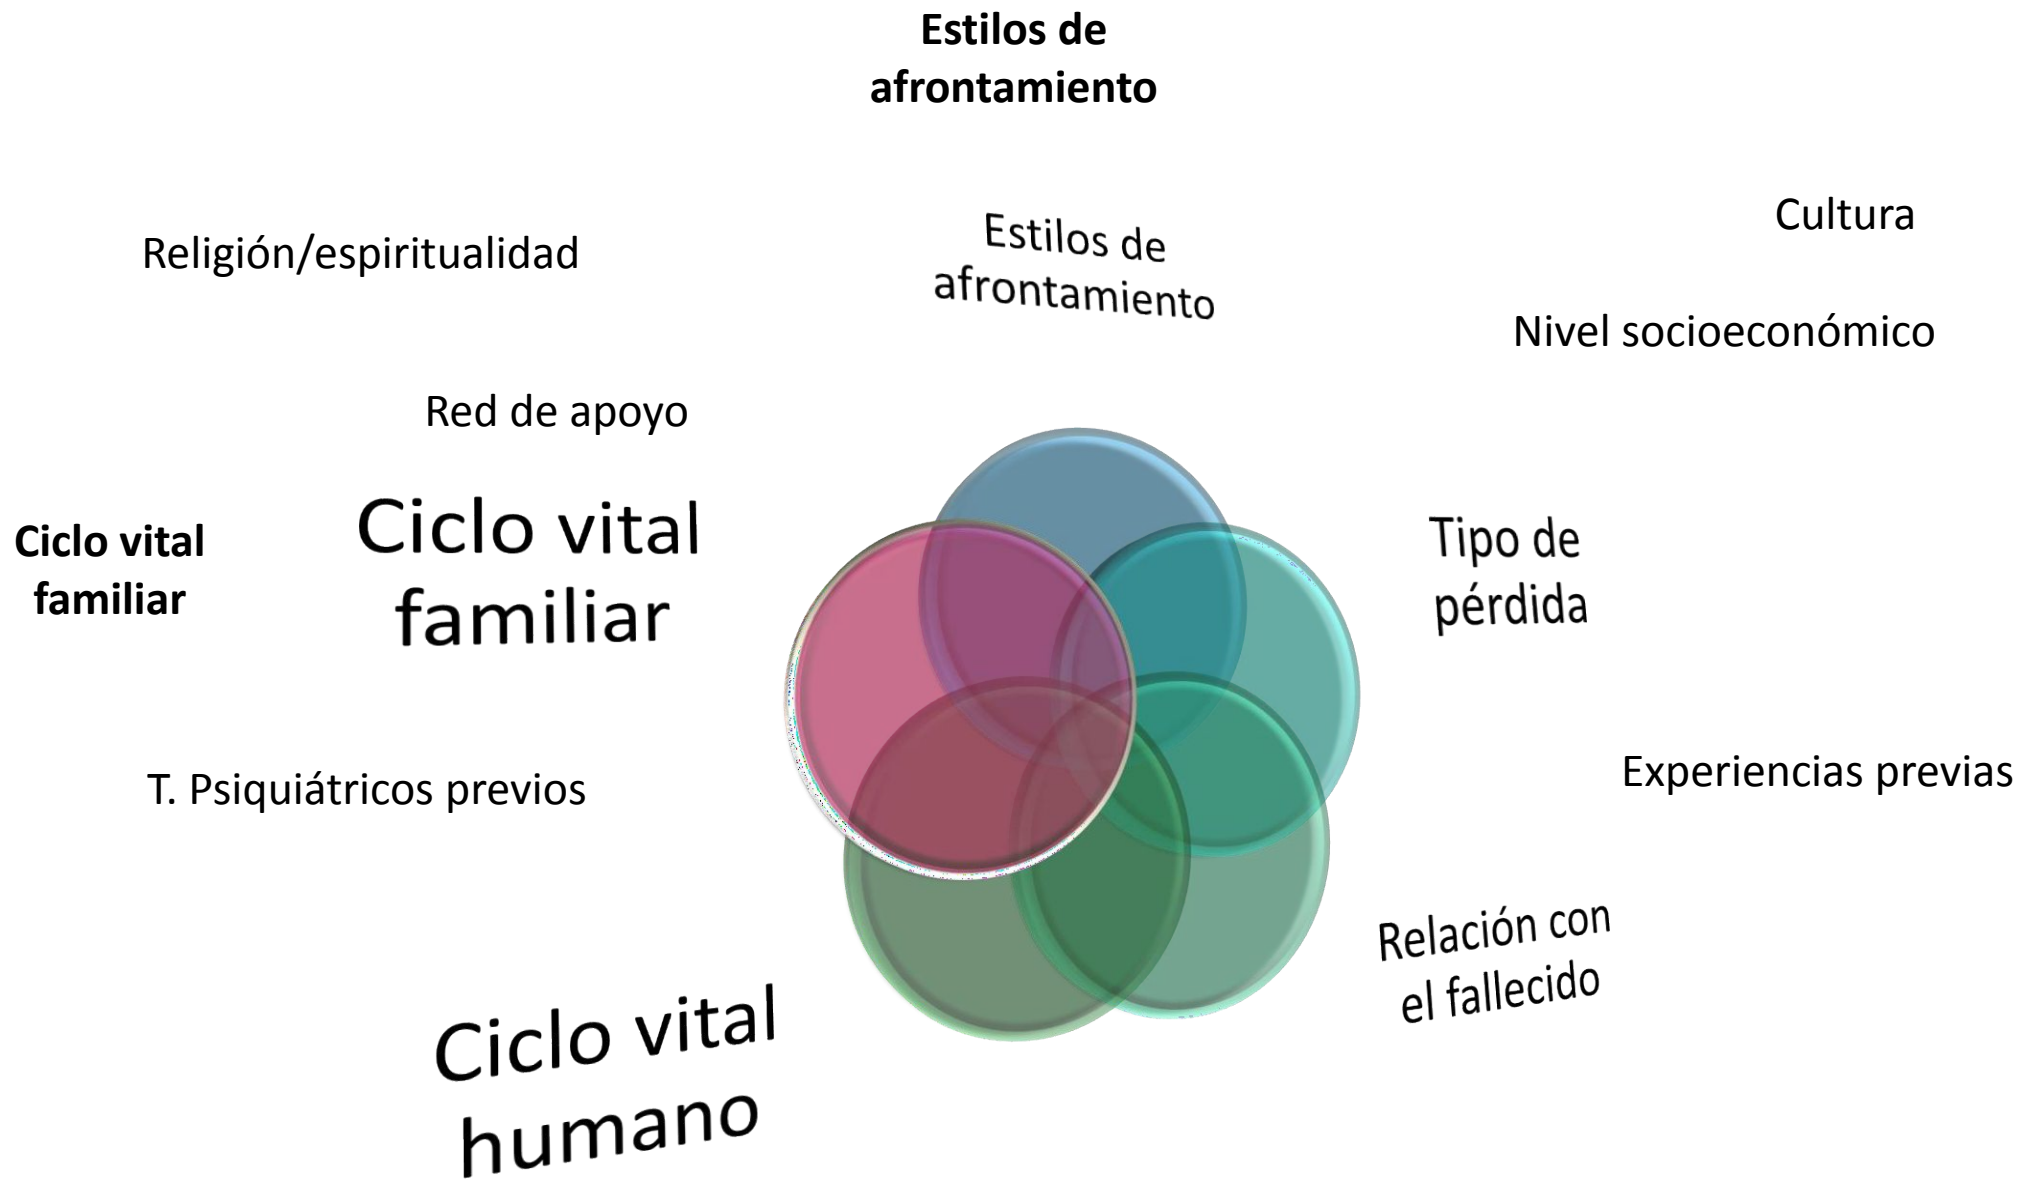 Estilos de
afrontamiento
Cultura
Religión/espiritualidad
Estilos de
afrontamiento
Nivel socioeconómico
Red de apoyo
Ciclo vital
familiar
Ciclo vital
familiar
Tipo de
pérdida
T. Psiquiátricos previos
Experiencias previas
Relación con
el fallecido
Ciclo vital
humano